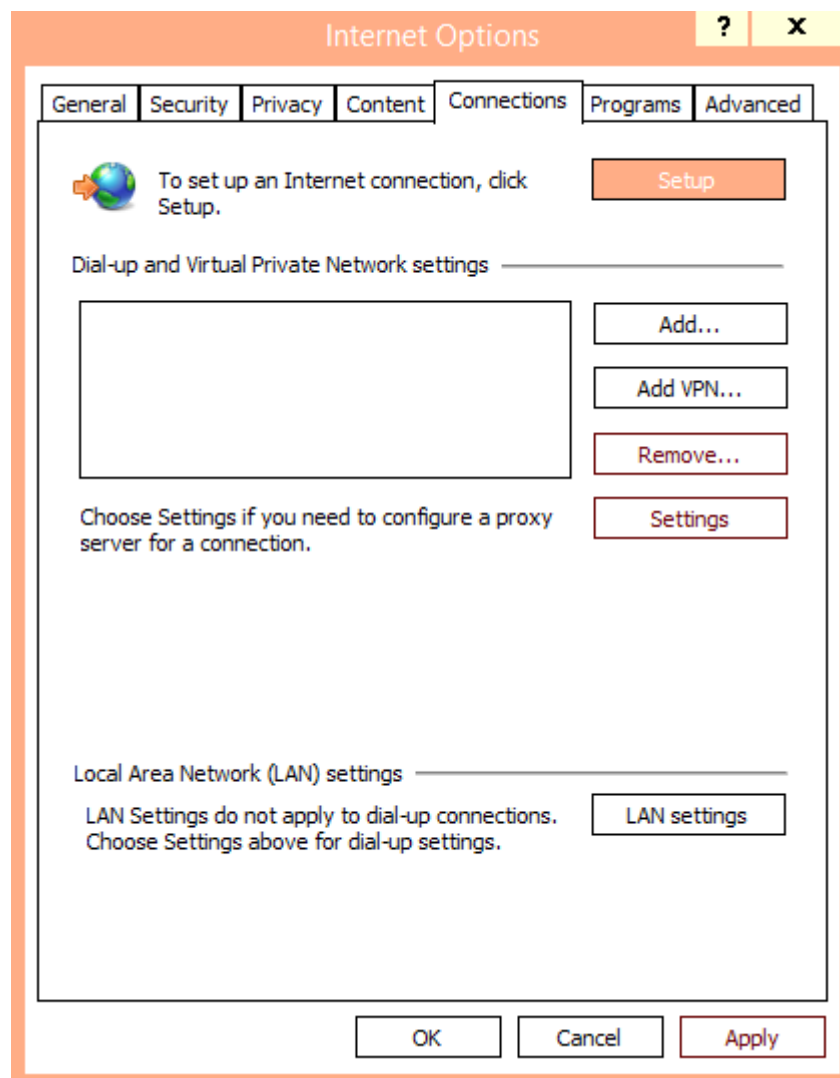 Internet Options
? x
General Security Privacy Content Connections Programs Advanced
To set up an Internet connection, click
Setup.
Setup
Dial-up and Virtual Private Network settings
Add...
Add VPN...
Remove...
Choose Settings if you need to configure a proxy
server for a connection.
Settings
Local Area Network (LAN) settings
LAN Settings do not apply to dial-up connections.
Choose Settings above for dial-up settings.
LAN settings
OK Cancel Apply